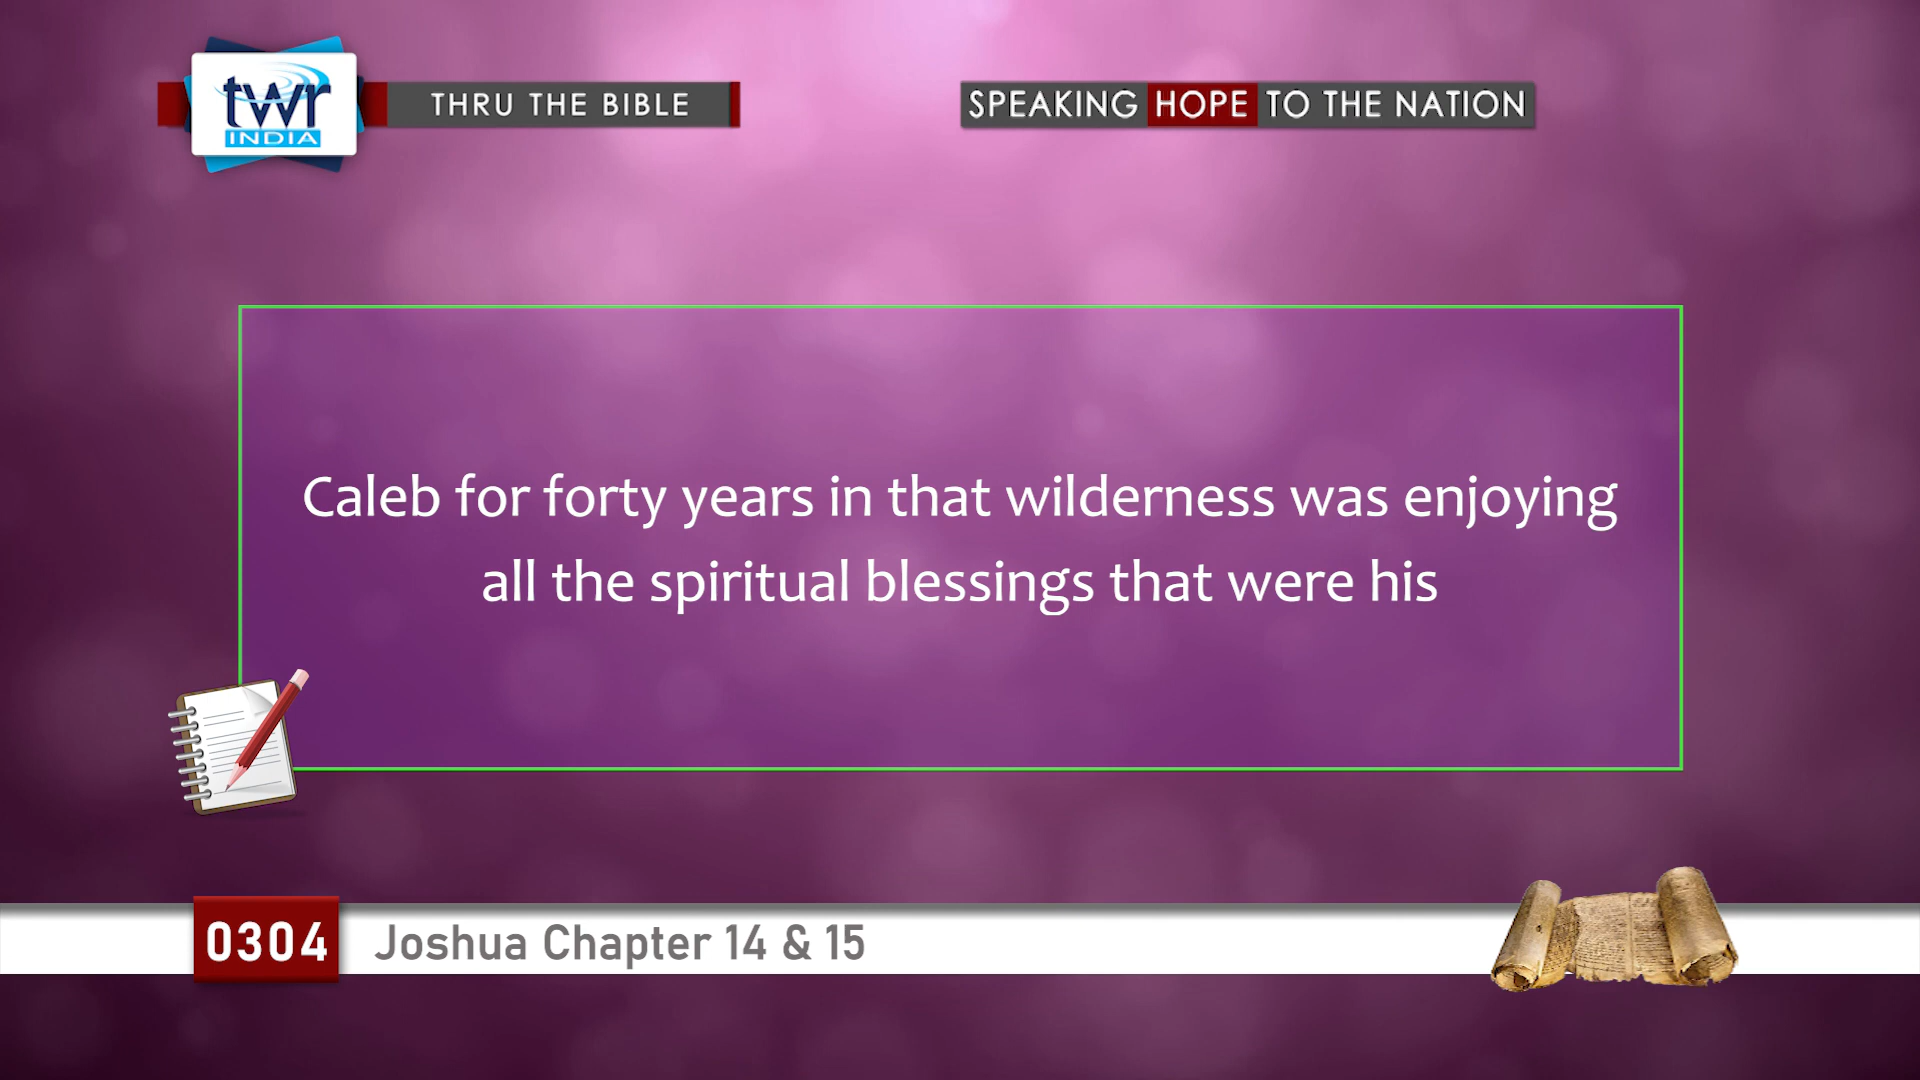 twr
INDIA
THRU THE BIBLE
SPEAKING HOPE TO THE NATION
Caleb for forty years in that wilderness was enjoying
all the spiritual blessings that were his
0304
Joshua Chapter 14 & 15